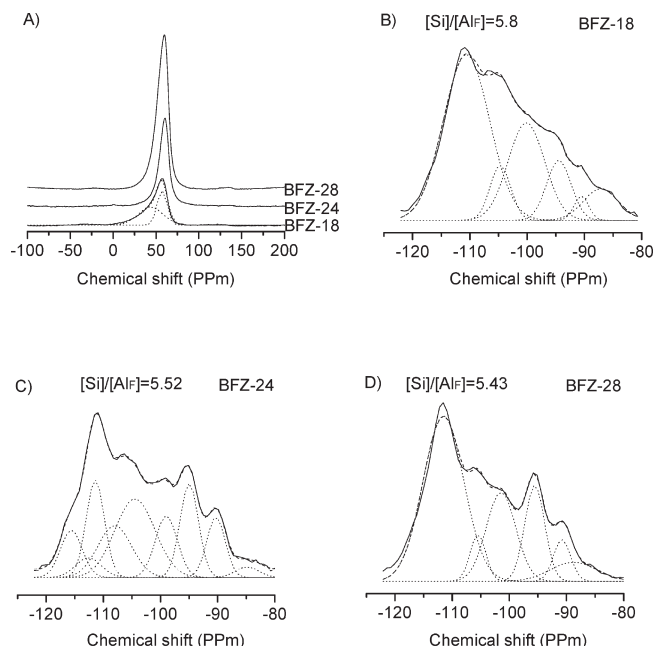 A)
BFZ-28
BFZ-24
BFZ-18
-100 -50 0 50 100 150 200
Chemical shift (PPm)
B) [Si]/[AlF]=5.8 BFZ-18
-120 -110 -100 -90 -80
Chemical shift (PPm)
C) [Si]/[AlF]=5.52 BFZ-24
-120 -110 -100 -90 -80
Chemical shift (PPm)
D) [Si]/[AlF]=5.43 BFZ-28
-120 -110 -100 -90 -80
Chemical shift (PPm)